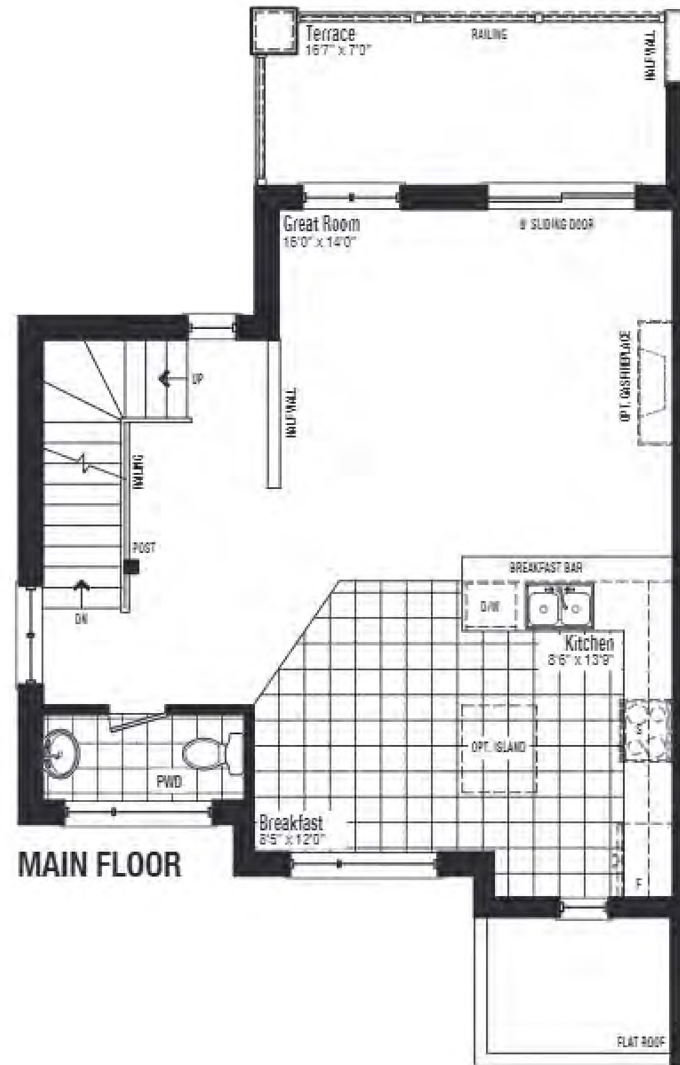 Terrace
16'7" x 7'0"
RAILING
HALF WALL
Great Room
16'0" x 14'0"
8' SLIDING DOOR
UP
HALF WALL
OPT. GAS FIREPLACE
RAILING
POST
DN
BREAKFAST BAR
D/W
Kitchen
8'6" x 13'9"
OPT. ISLAND
S
PWD
Breakfast
8'5" x 12'0"
F
MAIN FLOOR
FLAT ROOF